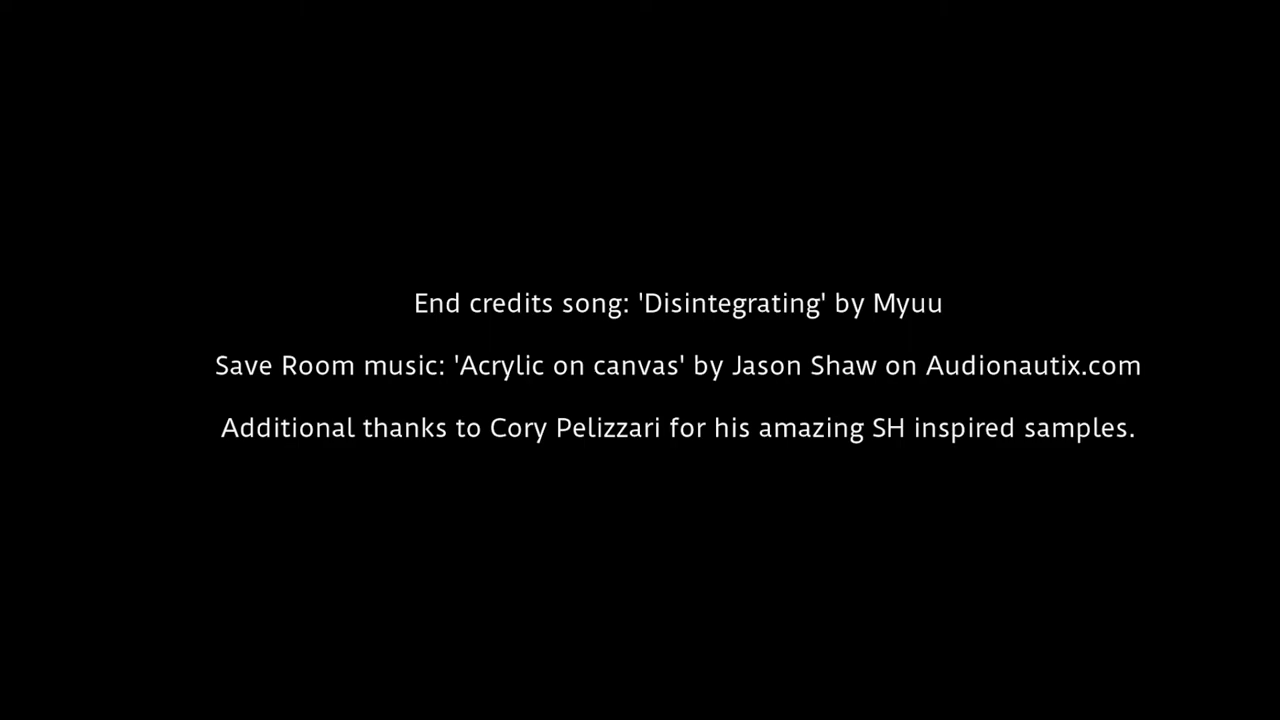 End credits song: 'Disintegrating' by Myuu
Save Room music: 'Acrylic on canvas' by Jason Shaw on Audionautix.com
Additional thanks to Cory Pelizzari for his amazing SH inspired samples.